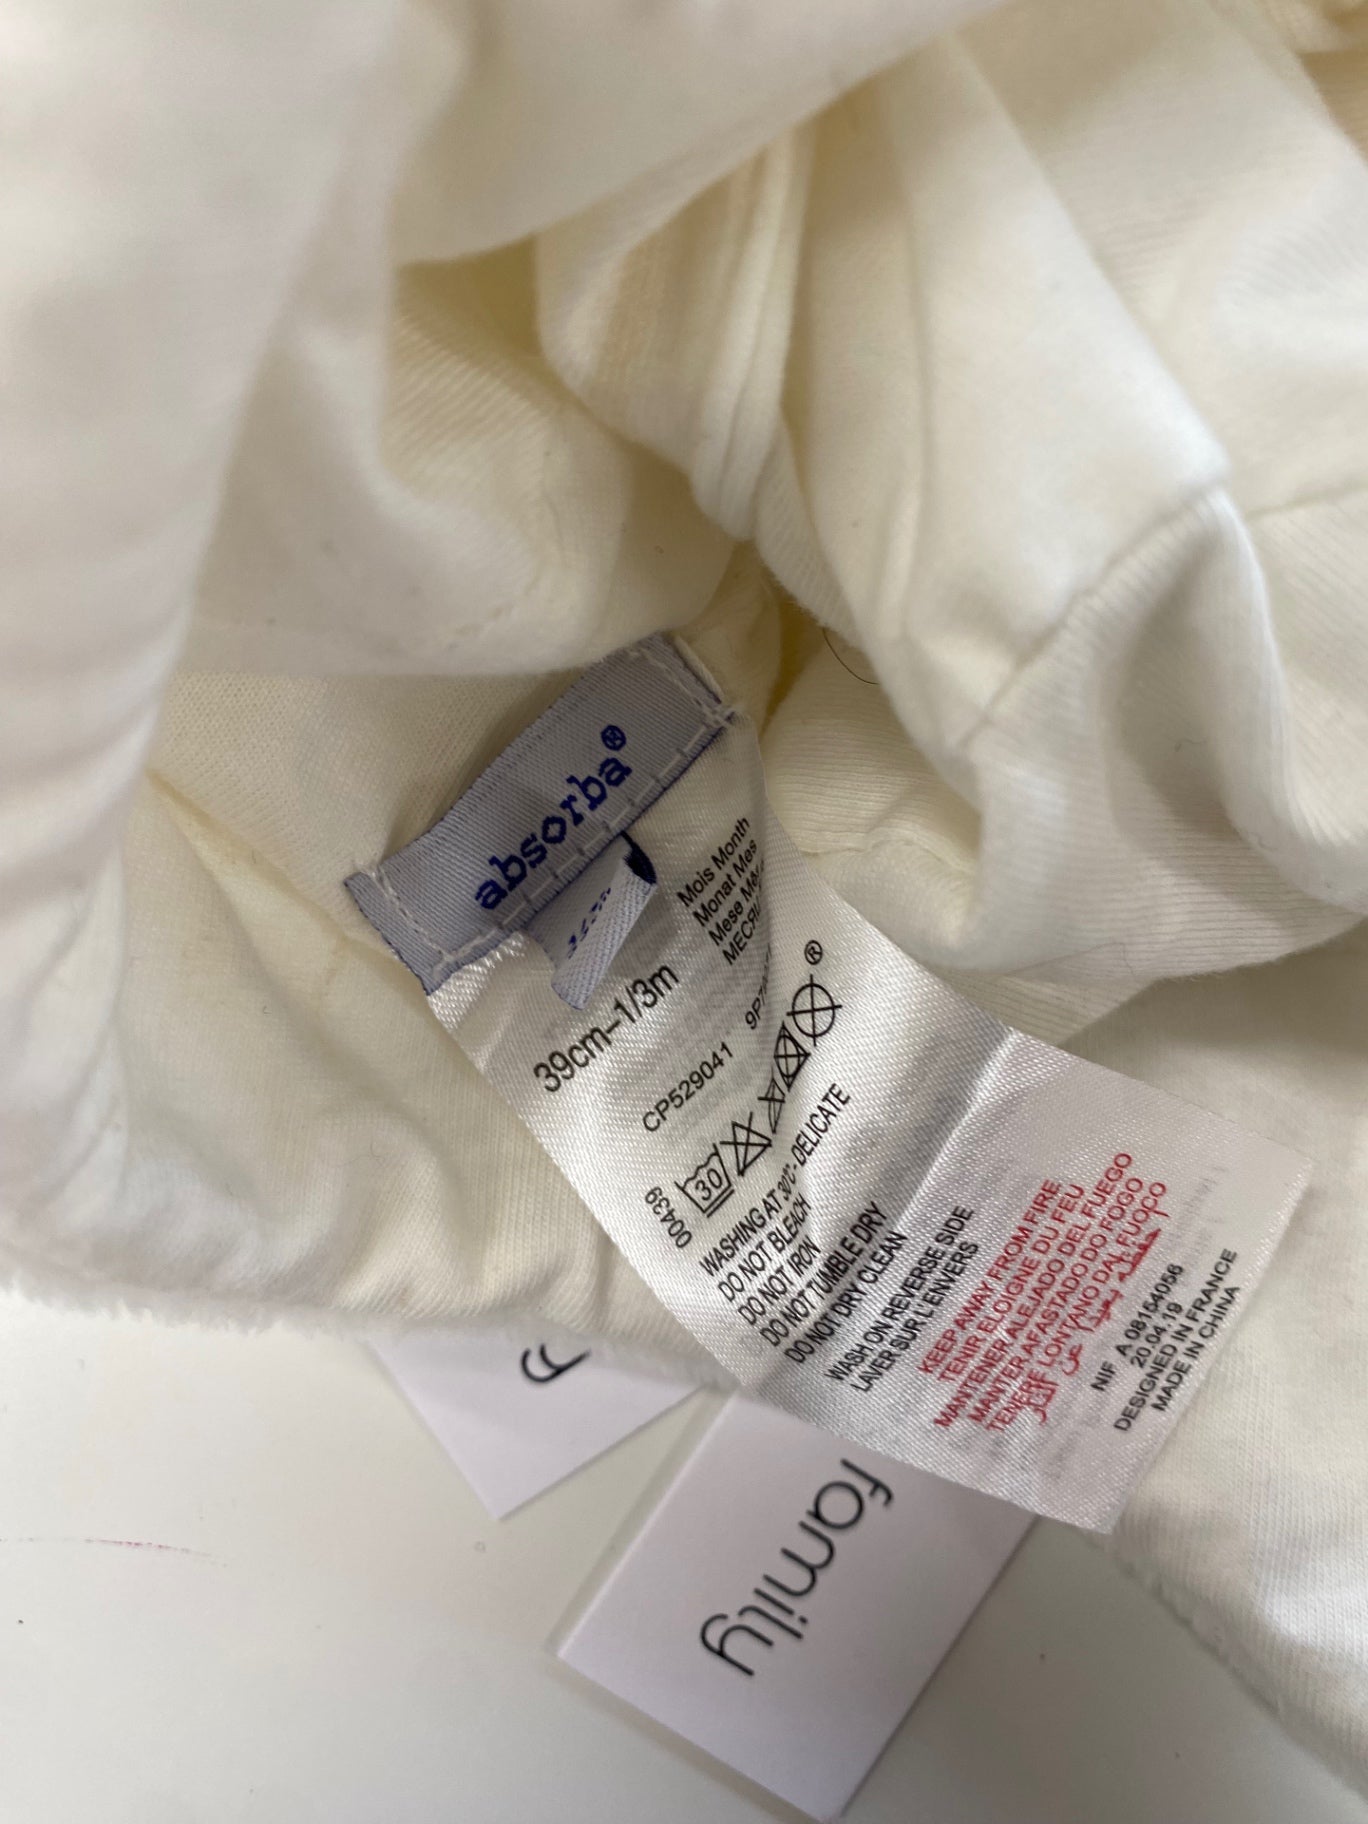 absorba®
39cm–1/3m
Mois Month
Monat Mes
Mese
CP529041
®
00439
30
WASHING AT 30°C-DELICATE
DO NOT BLEACH
DO NOT IRON
DO NOT TUMBLE DRY
DO NOT DRY CLEAN
WASH ON REVERSE SIDE
LAVER SUR L'ENVERS
KEEP AWAY FROM FIRE
TENIR ELOIGNE DU FEU
MANTENER ALEJADO DEL FUEGO
MANTER AFASTADO DO FOGO
TENERE LONTANO DAL FUOCO
NIF A 08154056
20.04.19
DESIGNED IN FRANCE
MADE IN CHINA
family